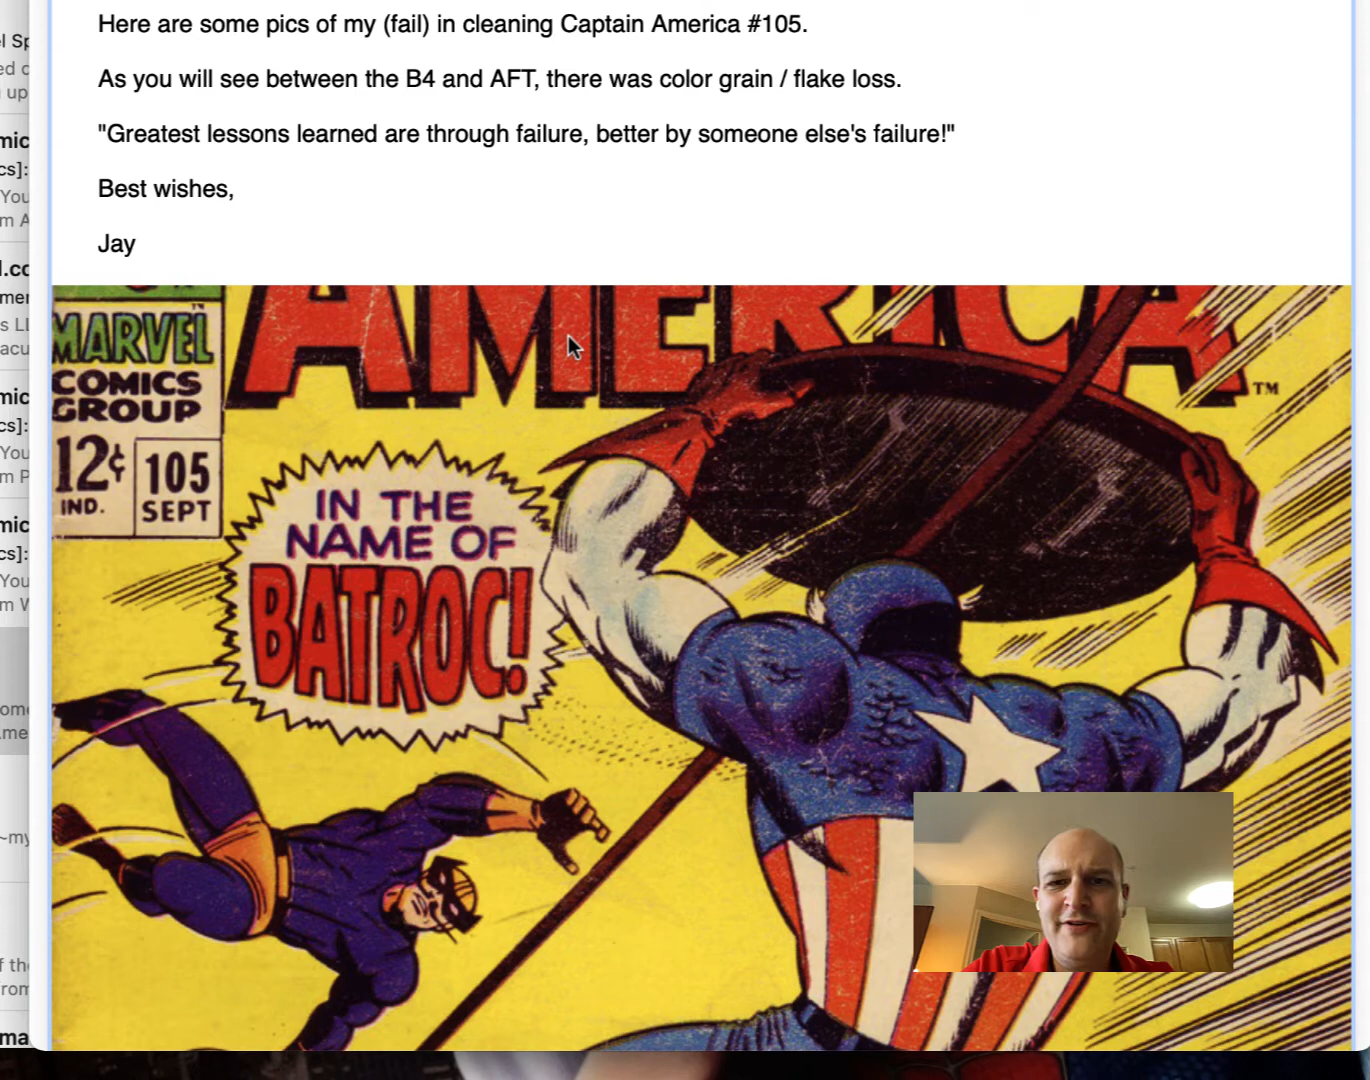 Here are some pics of my (fail) in cleaning Captain America #105.
As you will see between the B4 and AFT, there was color grain / flake loss.
"Greatest lessons learned are through failure, better by someone else's failure!"
Best wishes,
Jay
AMERICA
TM
MARVEL
COMICS
GROUP
12¢
IND.
105
SEPT
IN THE
NAME OF
BATROC!